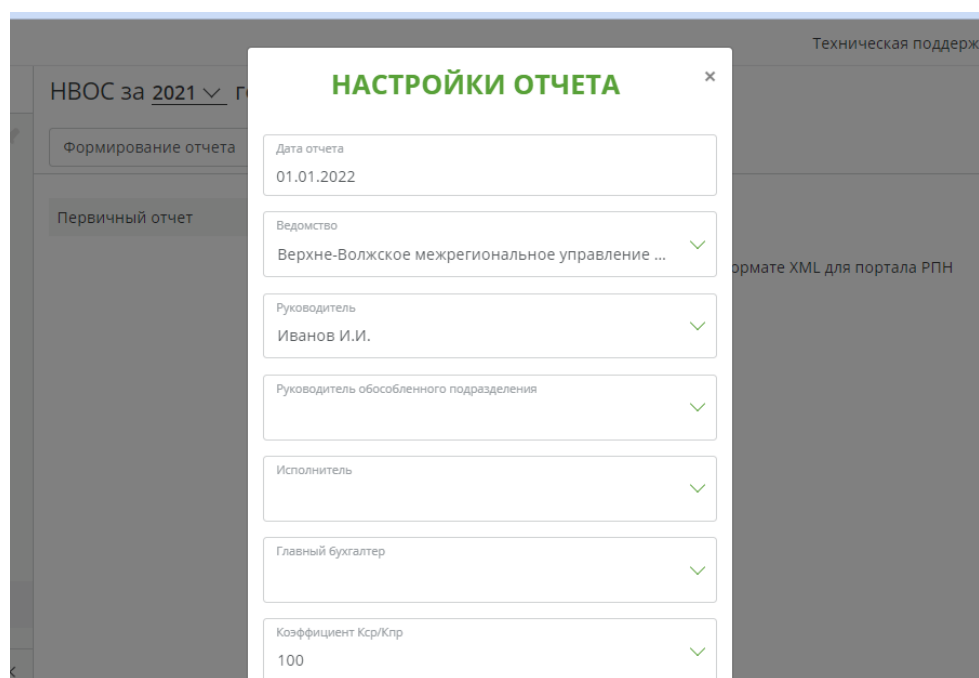 Техническая поддерж
НВОС за 2021 г
НАСТРОЙКИ ОТЧЕТА
×
Формирование отчета
Дата отчета
01.01.2022
Первичный отчет
Ведомство
Верхне-Волжское межрегиональное управление ...
ормате XML для портала РПН
Руководитель
Иванов И.И.
Руководитель обособленного подразделения
Исполнитель
Главный бухгалтер
Коэффициент Кср/Кпр
100